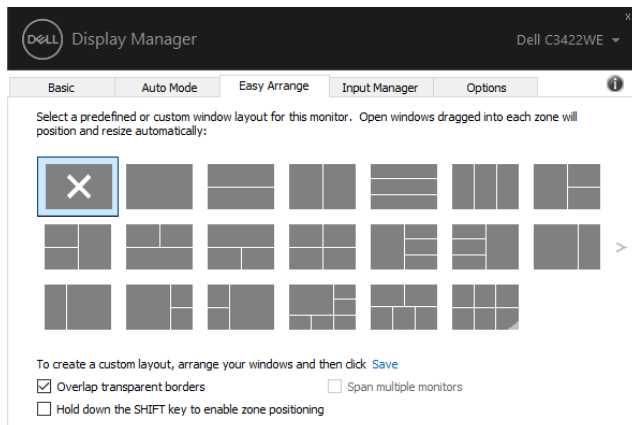 DELL Display Manager
Dell C3422WE
Basic Auto Mode Easy Arrange Input Manager Options
Select a predefined or custom window layout for this monitor. Open windows dragged into each zone will
position and resize automatically:
To create a custom layout, arrange your windows and then click Save
Overlap transparent borders
Span multiple monitors
Hold down the SHIFT key to enable zone positioning